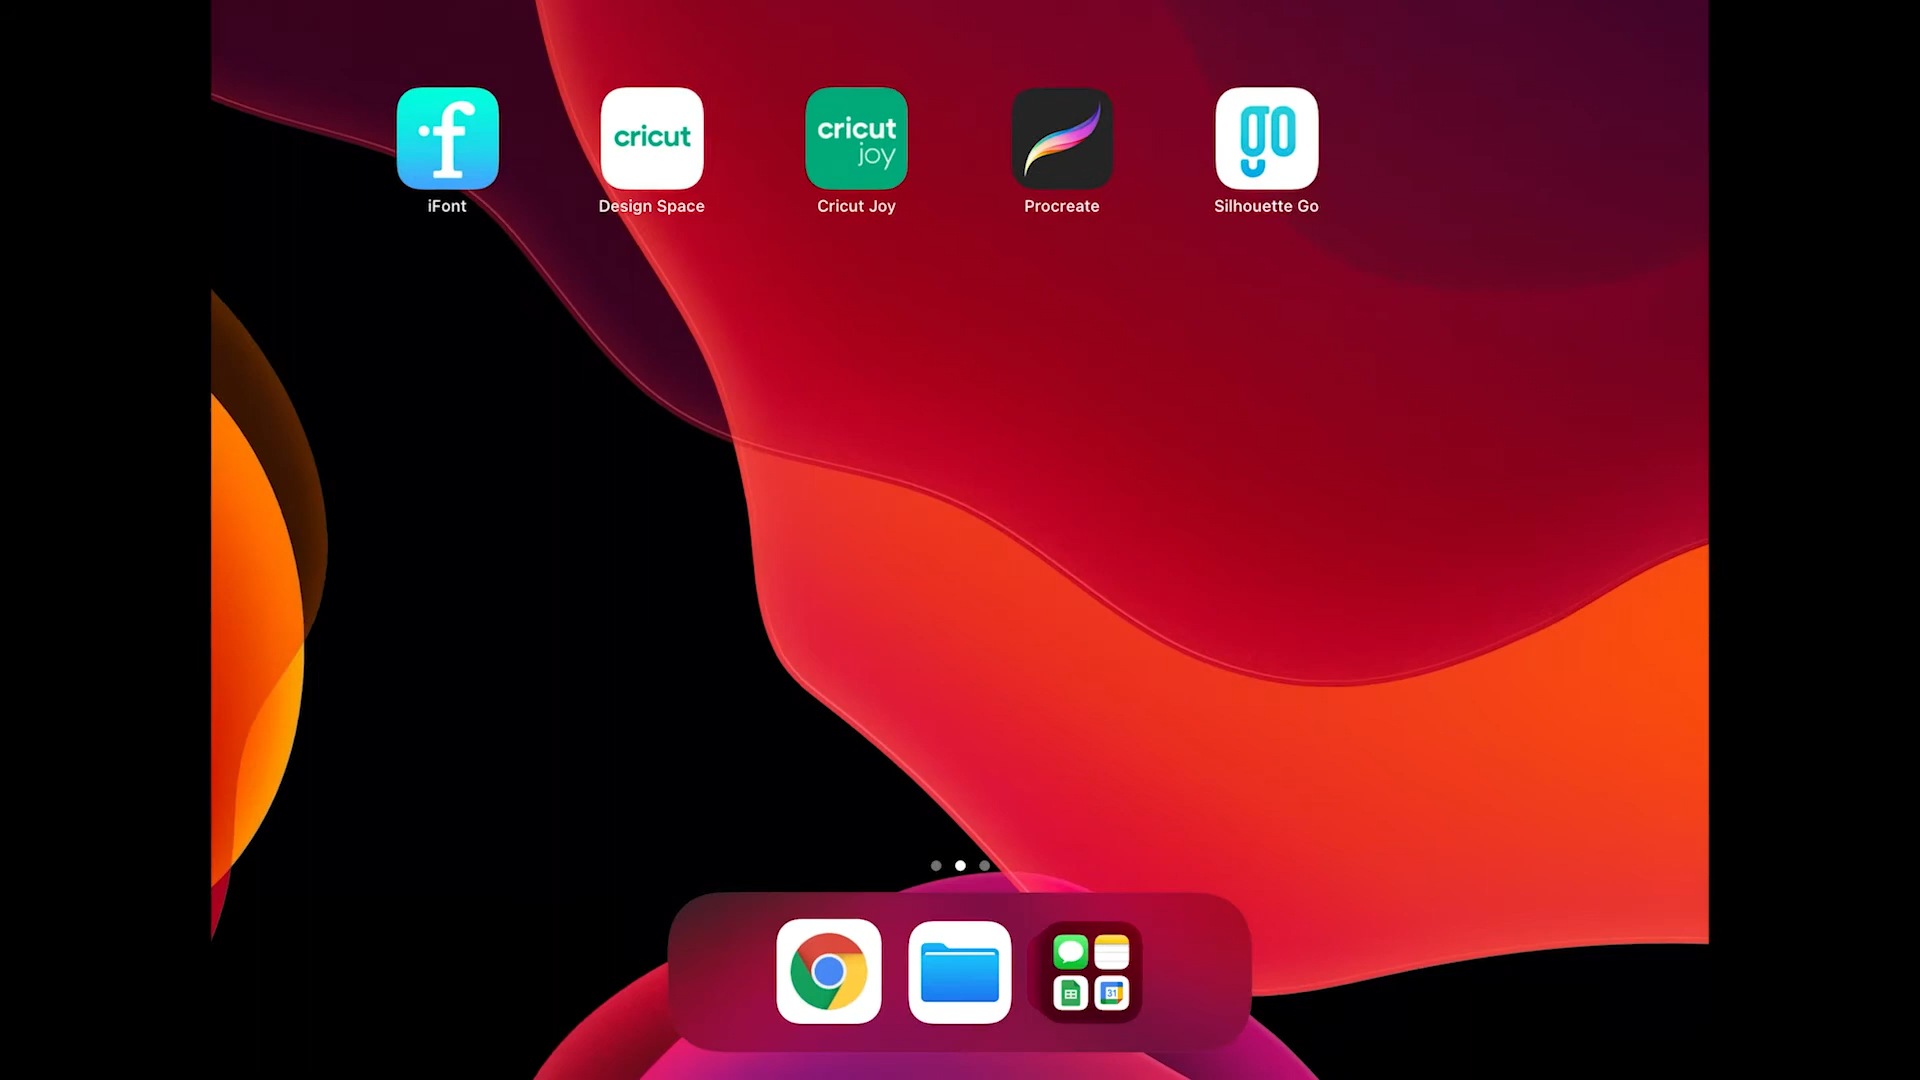 f
cricut
cricut
joy
go
iFont
Design Space
Cricut Joy
Procreate
Silhouette Go
31